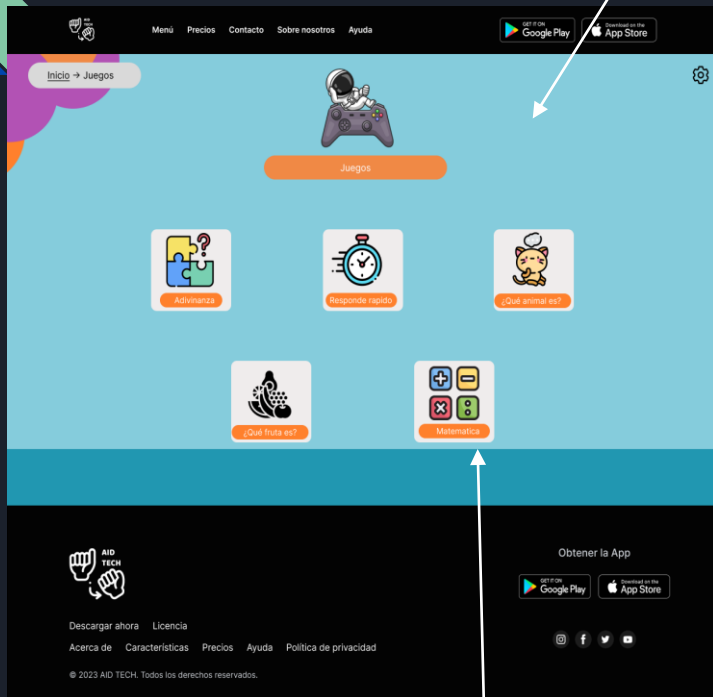 AID
TECH
Menú Precios Contacto Sobre nosotros Ayuda
GET IT ON
Google Play
Download on the
App Store
Inicio → Juegos
Juegos
?
Adivinanza
Responde rapido
¿Qué animal es?
¿Qué fruta es?
Matematica
AID
TECH
Obtener la App
GET IT ON
Google Play
Download on the
App Store
Descargar ahora Licencia
Acerca de Características Precios Ayuda Política de privacidad
© 2023 AID TECH. Todos los derechos reservados.